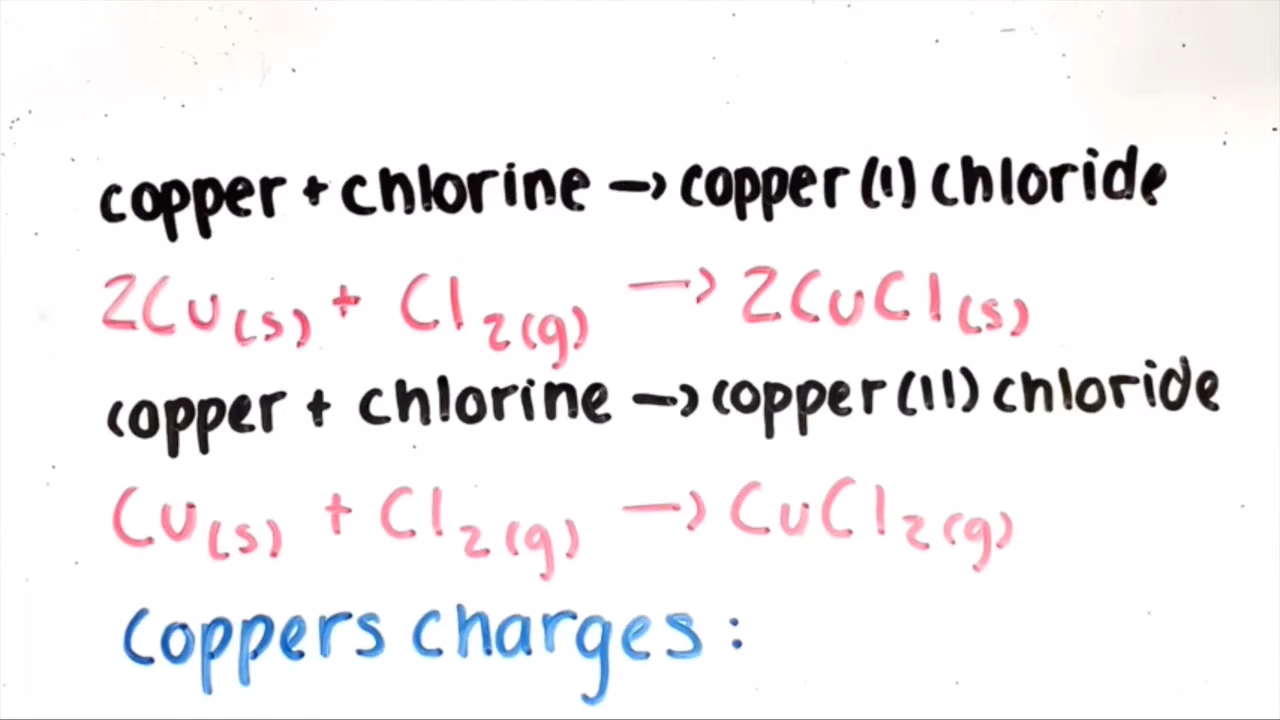 copper + chlorine → copper (I) chloride
2Cu(s) + Cl2(g) → 2CuCl(s)
copper + chlorine → copper (II) chloride
Cu(s) + Cl2(g) → CuCl2(g)
Coppers charges: